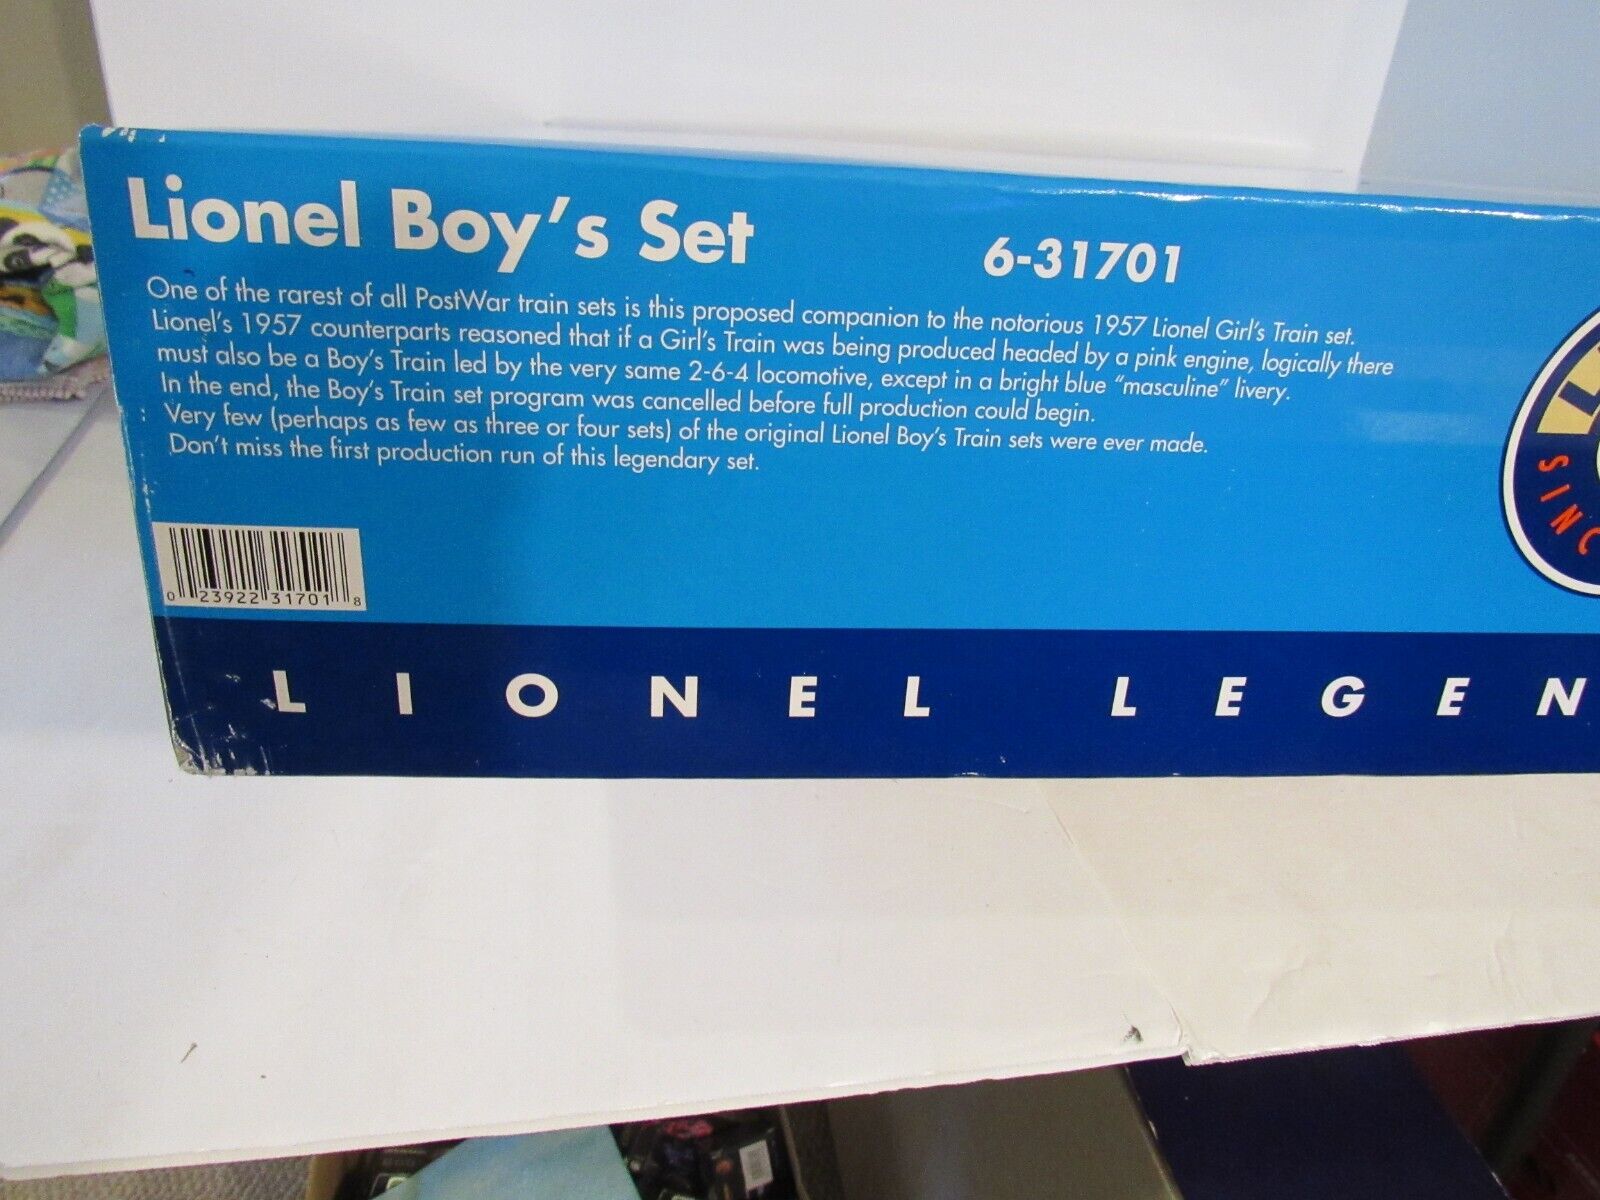 Lionel Boy's Set
6-31701
One of the rarest of all PostWar train sets is this proposed companion to the notorious 1957 Lionel Girl's Train set.
Lionel's 1957 counterparts reasoned that if a Girl's Train was being produced headed by a pink engine, logically there
must also be a Boy's Train led by the very same 2-6-4 locomotive, except in a bright blue "masculine" livery.
In the end, the Boy's Train set program was cancelled before full production could begin.
Very few (perhaps as few as three or four sets) of the original Lionel Boy's Train sets were ever made.
Don't miss the first production run of this legendary set.
0 23922 31701 8
SINC
LIONEL LEGEN